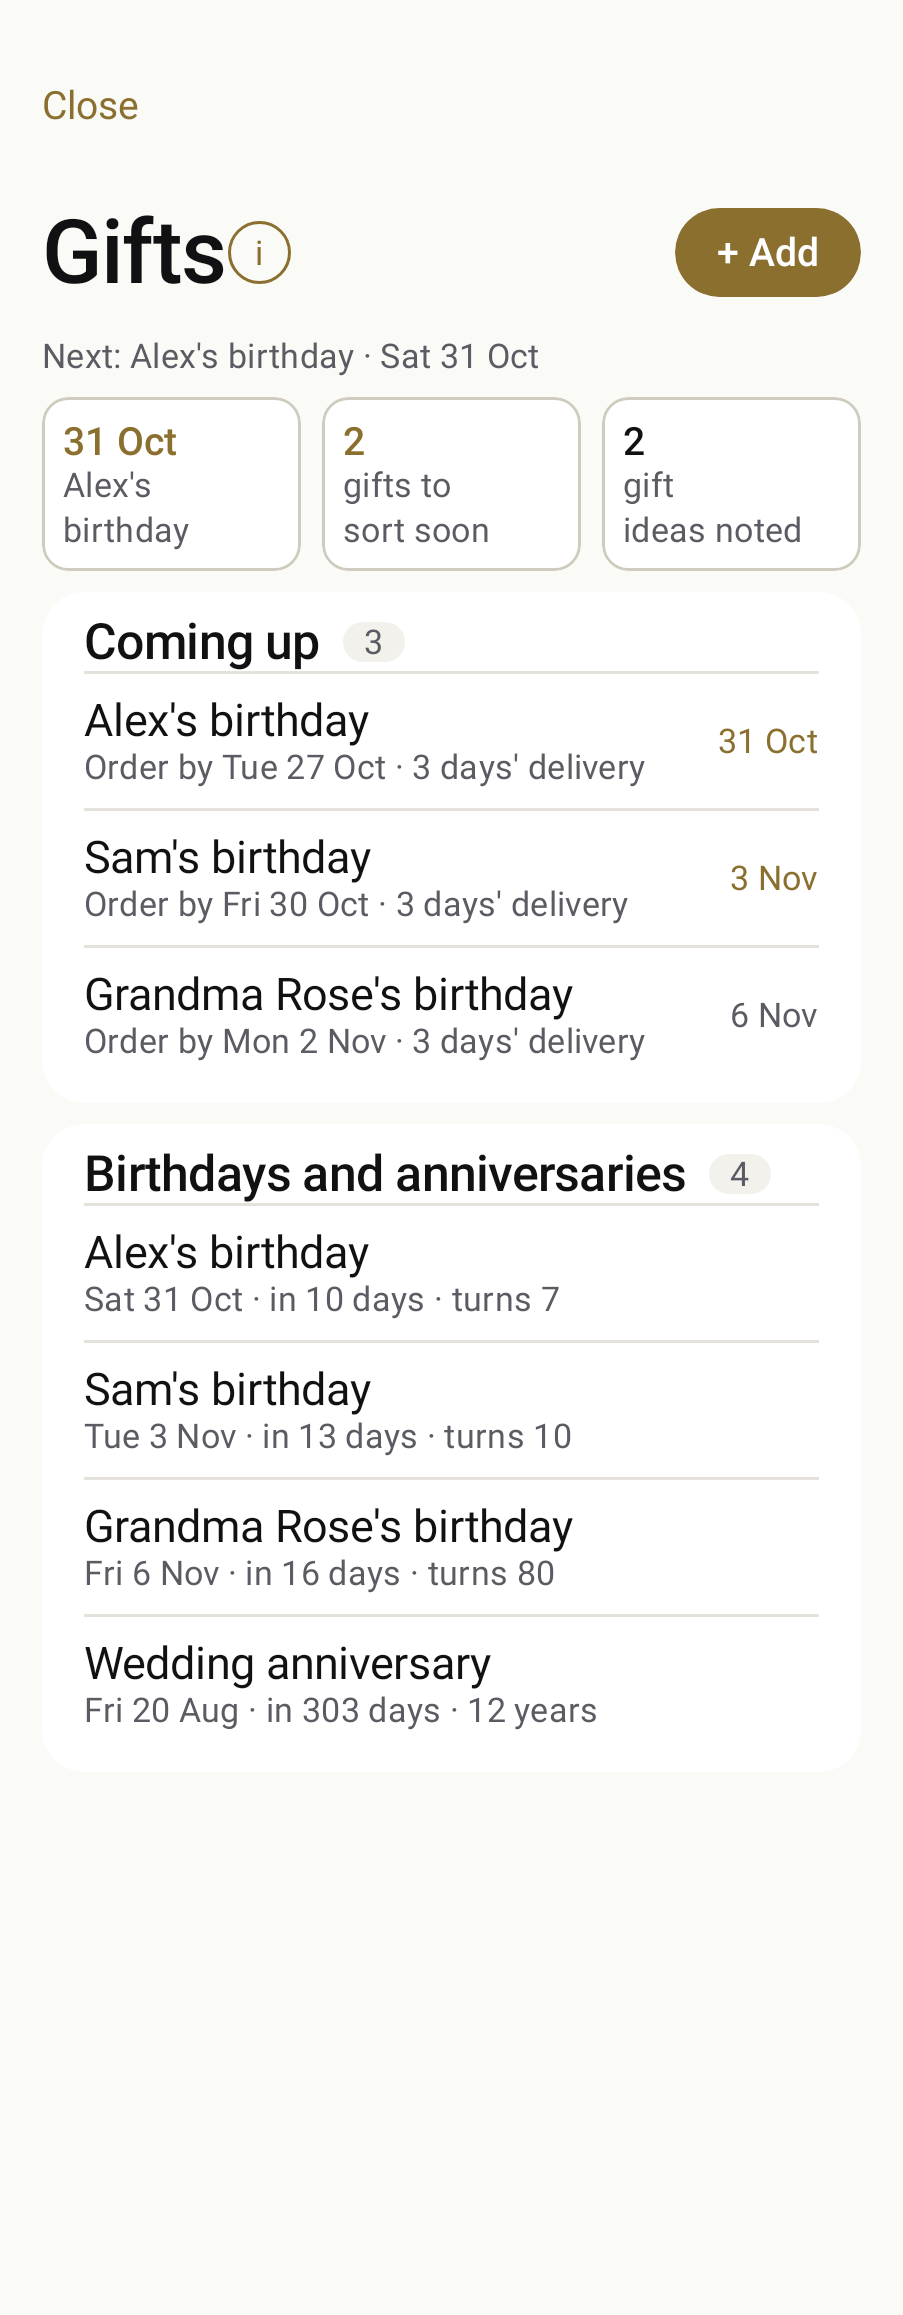 Close
Gifts i
+ Add
Next: Alex's birthday · Sat 31 Oct
31 Oct
Alex's
birthday
2
gifts to
sort soon
2
gift
ideas noted
Coming up 3
Alex's birthday
Order by Tue 27 Oct · 3 days' delivery
31 Oct
Sam's birthday
Order by Fri 30 Oct · 3 days' delivery
3 Nov
Grandma Rose's birthday
Order by Mon 2 Nov · 3 days' delivery
6 Nov
Birthdays and anniversaries 4
Alex's birthday
Sat 31 Oct · in 10 days · turns 7
Sam's birthday
Tue 3 Nov · in 13 days · turns 10
Grandma Rose's birthday
Fri 6 Nov · in 16 days · turns 80
Wedding anniversary
Fri 20 Aug · in 303 days · 12 years